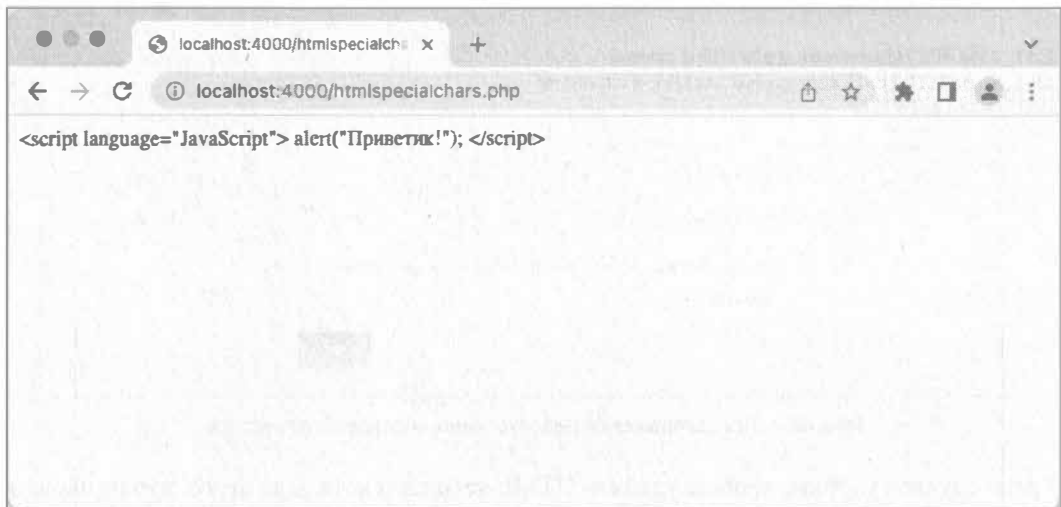 localhost:4000/htmlspecialch
localhost:4000/htmlspecialchars.php
<script language="JavaScript"> alert("Приветик!"); </script>